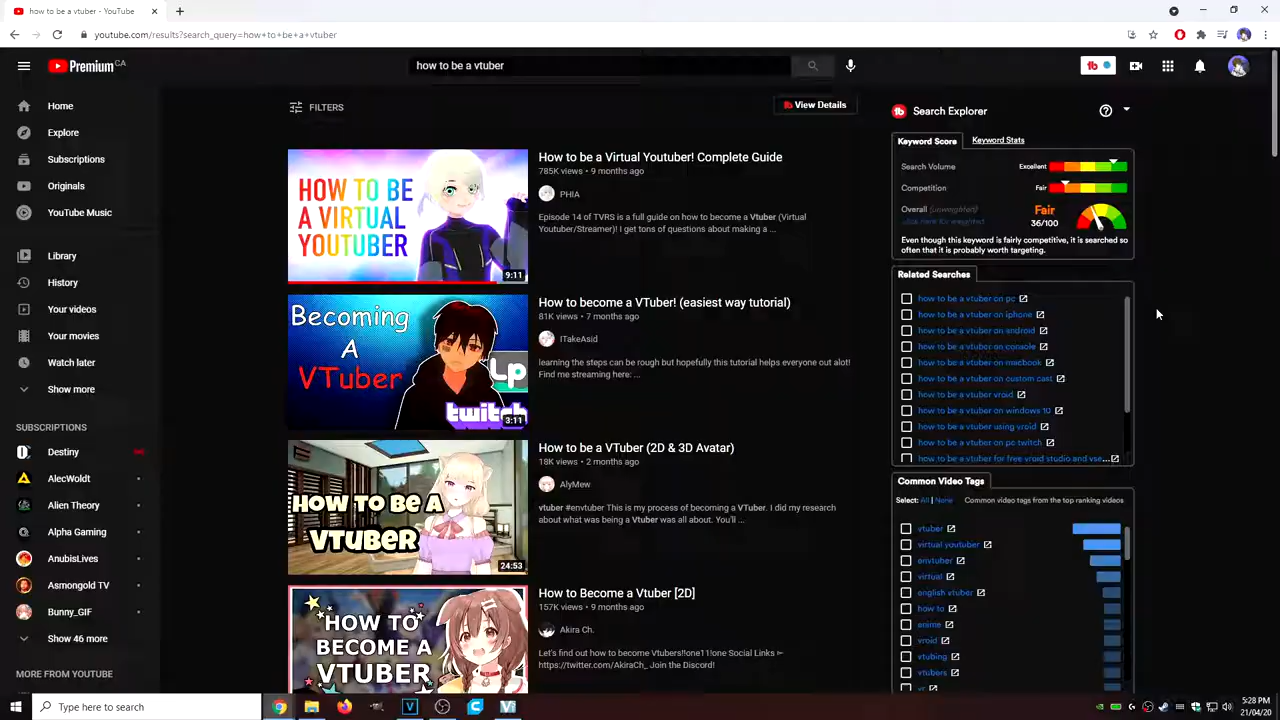 how to be a vtuber - YouTube
youtube.com/results?search_query=how+to+be+a+vtuber
Premium CA
how to be a vtuber
Home
Explore
Subscriptions
Originals
YouTube Music
Library
History
Your videos
Your movies
Watch later
Show more
SUBSCRIPTIONS
Destiny
AlecWoldt
Alien Theory
Alpha Gaming
AnubisLives
Asmongold TV
Bunny_GIF
Show 46 more
MORE FROM YOUTUBE
FILTERS
tb View Details
HOW TO BE
A VIRTUAL
YOUTUBER
9:11
How to be a Virtual Youtuber! Complete Guide
785K views • 9 months ago
PHIA
Episode 14 of TVRS is a full guide on how to become a Vtuber (Virtual
Youtuber/Streamer)! I get tons of questions about making a ...
Becoming
A
VTuber
Lp
twitch
3:11
How to become a VTuber! (easiest way tutorial)
81K views • 7 months ago
ITakeAsid
learning the steps can be rough but hopefully this tutorial helps everyone out alot!
Find me streaming here: ...
HOW TO BE A
VTUBER
24:53
How to be a VTuber (2D & 3D Avatar)
18K views • 2 months ago
AlyMew
vtuber #envtuber This is my process of becoming a VTuber. I did my research
about what was being a Vtuber was all about. You'll ...
HOW TO
BECOME A
VTUBER
How to Become a Vtuber [2D]
157K views • 9 months ago
Akira Ch.
Let's find out how to become Vtubers!!one11!one Social Links ⊳
https://twitter.com/AkiraCh_ Join the Discord!
tb
tb Search Explorer
Keyword Score
Keyword Stats
Search Volume Excellent
Competition Fair
Overall (unweighted) Fair
36/100
Even though this keyword is fairly competitive, it is searched so
often that it is probably worth targeting.
Related Searches
how to be a vtuber on pc
how to be a vtuber on iphone
how to be a vtuber on android
how to be a vtuber on console
how to be a vtuber on macbook
how to be a vtuber on custom cast
how to be a vtuber vroid
how to be a vtuber on windows 10
how to be a vtuber using vroid
how to be a vtuber on pc twitch
how to be a vtuber for free vroid studio and vse...
Common Video Tags
Select: All | None Common video tags from the top ranking videos
vtuber
virtual youtuber
envtuber
virtual
english vtuber
how to
anime
vroid
vtubing
vtubers
vr
Type here to search
5:28 PM
21/04/20